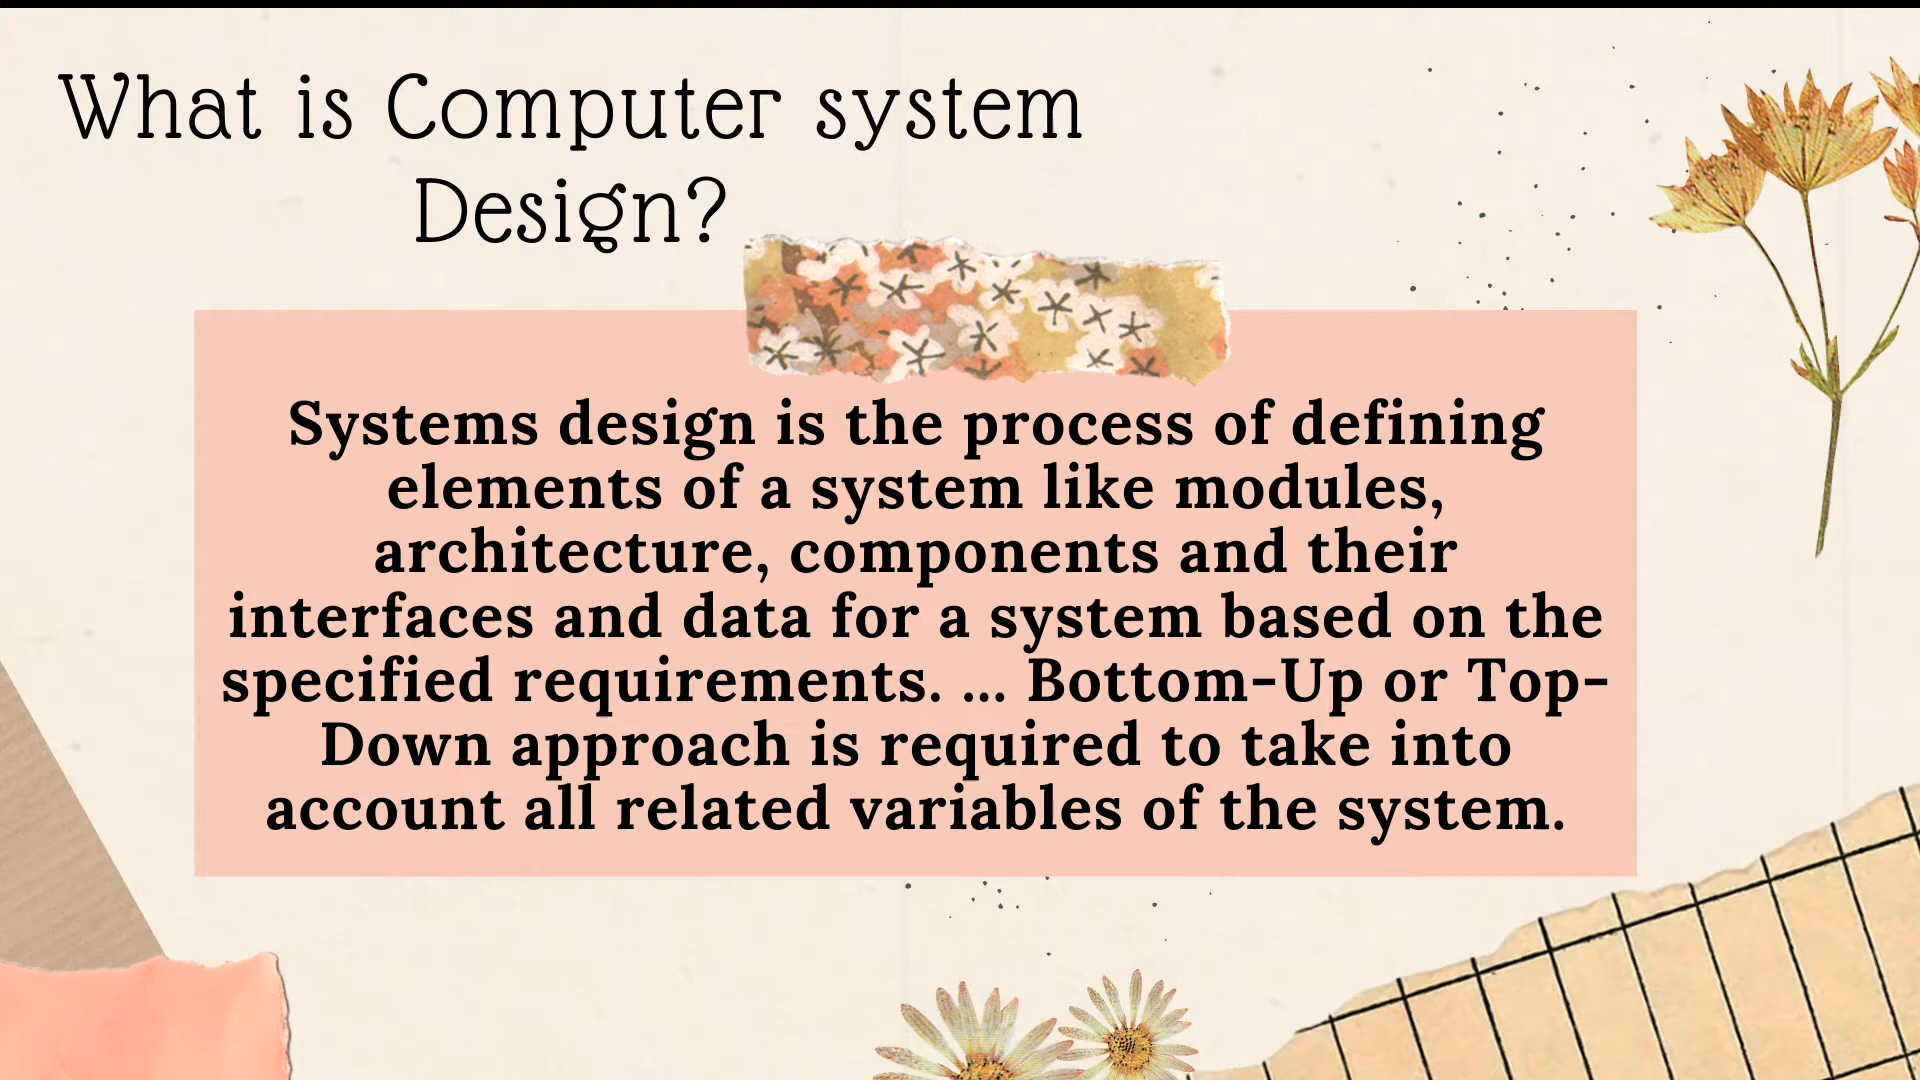 What is Computer system
Design?
Systems design is the process of defining
elements of a system like modules,
architecture, components and their
interfaces and data for a system based on the
specified requirements. ... Bottom-Up or Top-
Down approach is required to take into
account all related variables of the system.